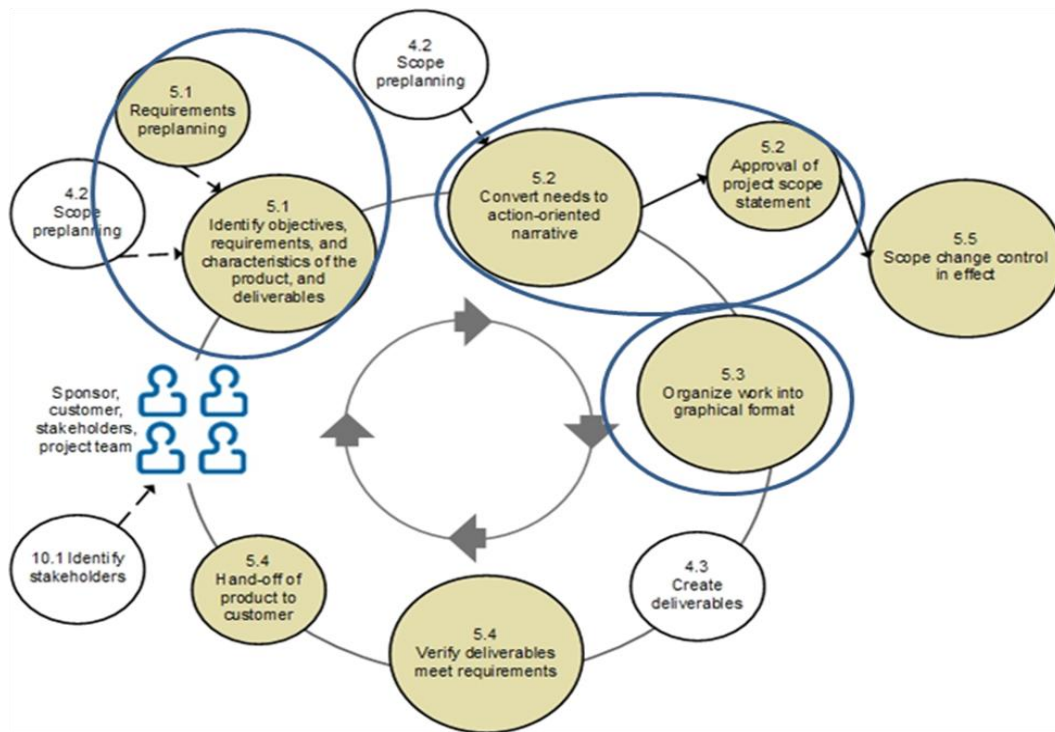 4.2
Scope
preplanning
5.1
Requirements
preplanning
4.2
Scope
preplanning
5.1
Identify objectives,
requirements, and
characteristics of the
product, and
deliverables
5.2
Convert needs to
action-oriented
narrative
5.2
Approval of
project scope
statement
5.5
Scope change control
in effect
5.3
Organize work into
graphical format
Sponsor,
customer,
stakeholders,
project team
10.1 Identify
stakeholders
5.4
Hand-off of
product to
customer
5.4
Verify deliverables
meet requirements
4.3
Create
deliverables